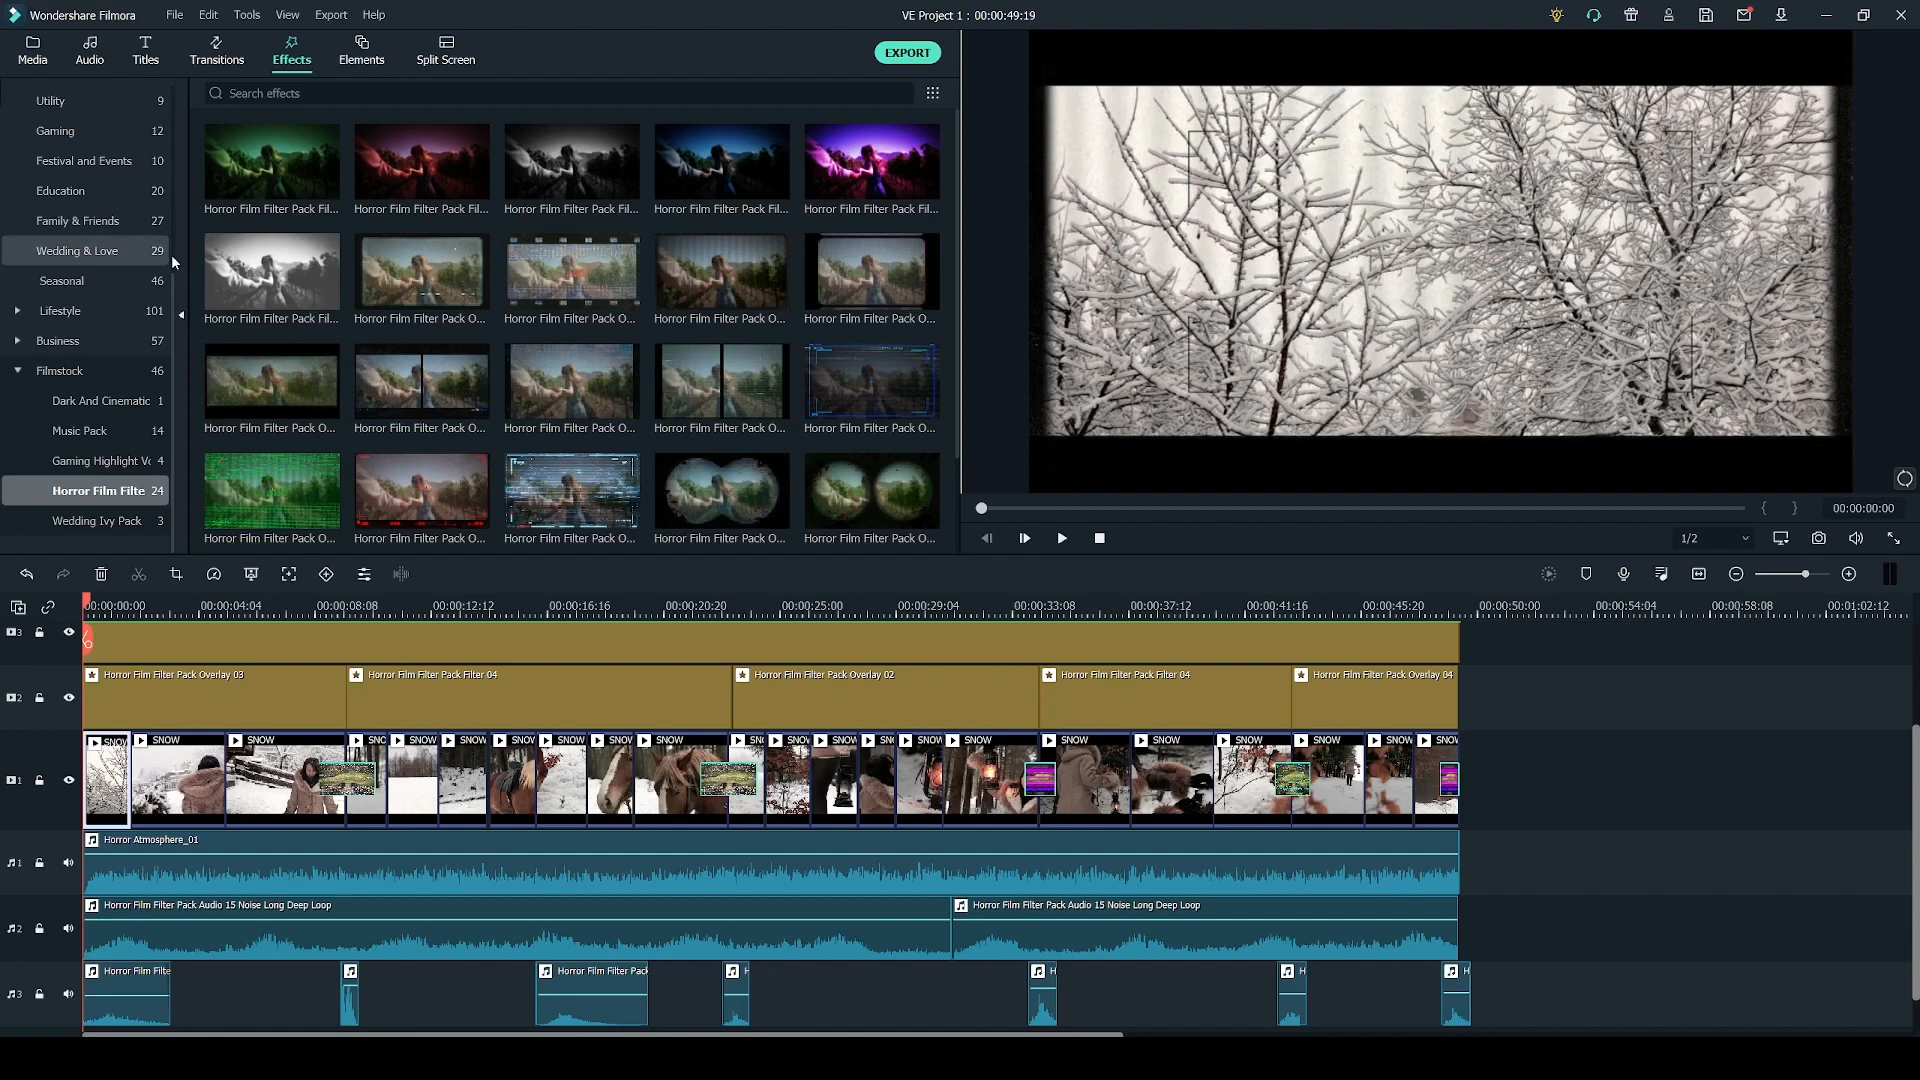 Wondershare Filmora File Edit Tools View Export Help VE Project 1 : 00:00:49:19
Media Audio Titles Transitions Effects Elements Split Screen EXPORT
Search effects
Utility 9
Gaming 12
Festival and Events 10
Education 20
Family & Friends 27
Wedding & Love 29
Seasonal 46
Lifestyle 101
Business 57
Filmstock 46
Dark And Cinematic 1
Music Pack 14
Gaming Highlight Vc 4
Horror Film Filte 24
Wedding Ivy Pack 3
Horror Film Filter Pack Fil... Horror Film Filter Pack Fil... Horror Film Filter Pack Fil... Horror Film Filter Pack Fil... Horror Film Filter Pack Fil...
Horror Film Filter Pack Fil... Horror Film Filter Pack O... Horror Film Filter Pack O... Horror Film Filter Pack O... Horror Film Filter Pack O...
Horror Film Filter Pack O... Horror Film Filter Pack O... Horror Film Filter Pack O... Horror Film Filter Pack O... Horror Film Filter Pack O...
Horror Film Filter Pack O... Horror Film Filter Pack O... Horror Film Filter Pack O... Horror Film Filter Pack O... Horror Film Filter Pack O...
{ } 00:00:00:00
1/2
00:00:00:00 00:00:04:04 00:00:08:08 00:00:12:12 00:00:16:16 00:00:20:20 00:00:25:00 00:00:29:04 00:00:33:08 00:00:37:12 00:00:41:16 00:00:45:20 00:00:50:00 00:00:54:04 00:00:58:08 00:01:02:12
3
2 Horror Film Filter Pack Overlay 03 Horror Film Filter Pack Filter 04 Horror Film Filter Pack Overlay 02 Horror Film Filter Pack Filter 04 Horror Film Filter Pack Overlay 04
SNOW SNOW SNOW SNO SNOW SNOW SNOW SNOW SNOW SNOW SNO SNOW SNOW SNO SNOW SNOW SNOW SNOW SNOW SNOW SNOW SNOW
1
Horror Atmosphere_01
1
Horror Film Filter Pack Audio 15 Noise Long Deep Loop Horror Film Filter Pack Audio 15 Noise Long Deep Loop
2
Horror Film Filte Horror Film Filter Pack H H H H
3